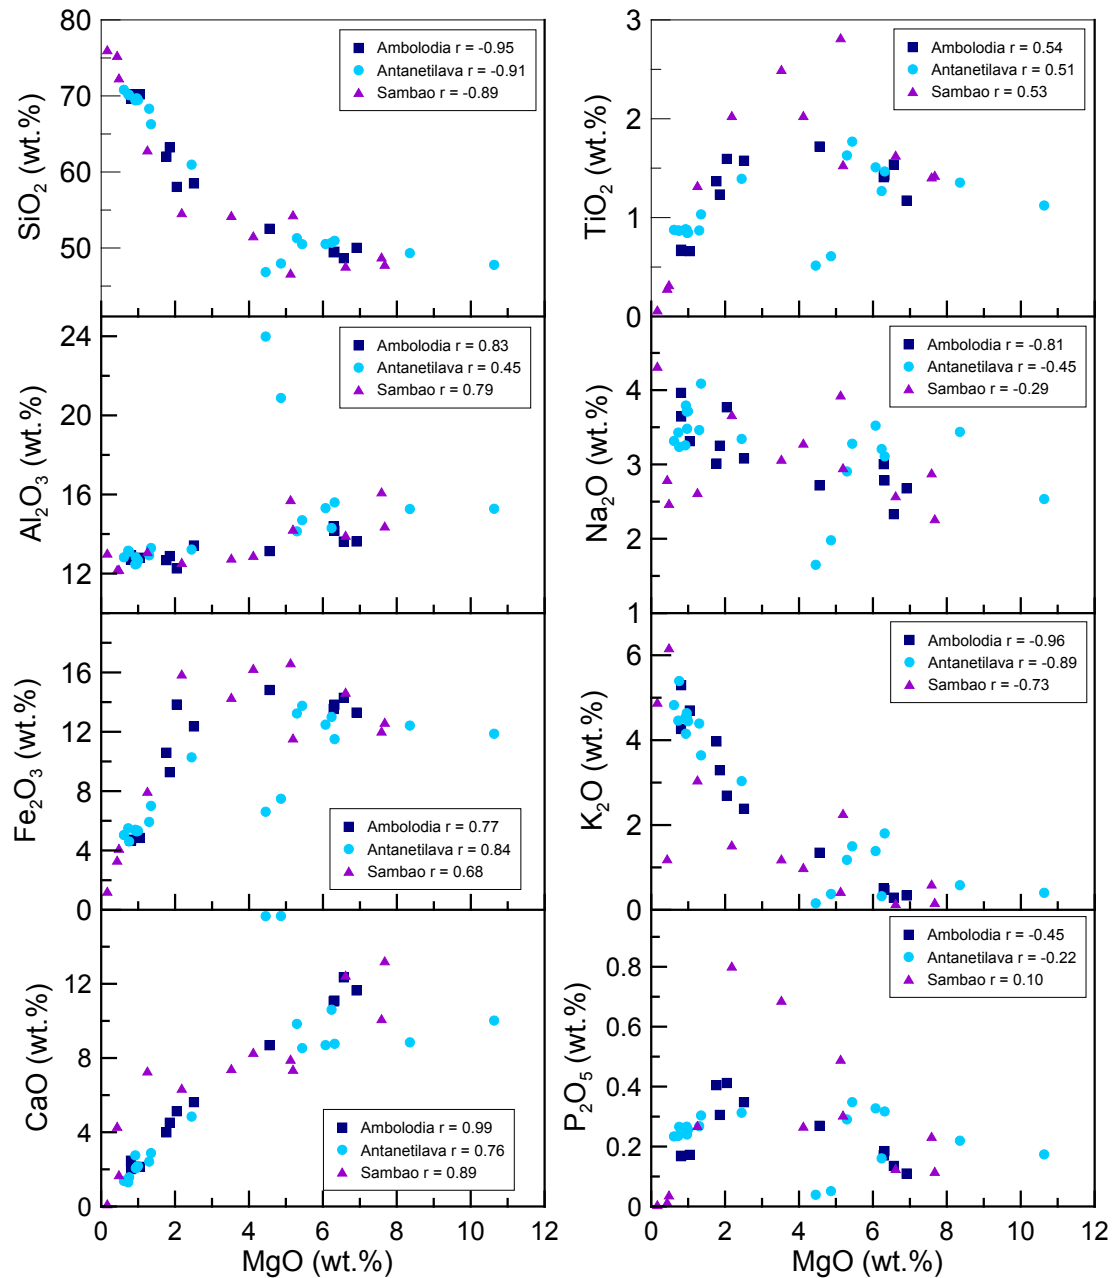 80
70
60
50
SiO₂ (wt.%)
Ambolodia r = -0.95
Antanetilava r = -0.91
Sambao r = -0.89
3
2
1
0
TiO₂ (wt.%)
Ambolodia r = 0.54
Antanetilava r = 0.51
Sambao r = 0.53
24
20
16
12
Al₂O₃ (wt.%)
Ambolodia r = 0.83
Antanetilava r = 0.45
Sambao r = 0.79
4
3
2
Na₂O (wt.%)
Ambolodia r = -0.81
Antanetilava r = -0.45
Sambao r = -0.29
16
12
8
4
0
Fe₂O₃ (wt.%)
Ambolodia r = 0.77
Antanetilava r = 0.84
Sambao r = 0.68
6
4
2
0
K₂O (wt.%)
Ambolodia r = -0.96
Antanetilava r = -0.89
Sambao r = -0.73
12
8
4
0
CaO (wt.%)
Ambolodia r = 0.99
Antanetilava r = 0.76
Sambao r = 0.89
0 2 4 6 8 10 12
MgO (wt.%)
0.8
0.6
0.4
0.2
0
P₂O₅ (wt.%)
Ambolodia r = -0.45
Antanetilava r = -0.22
Sambao r = 0.10
0 2 4 6 8 10 12
MgO (wt.%)